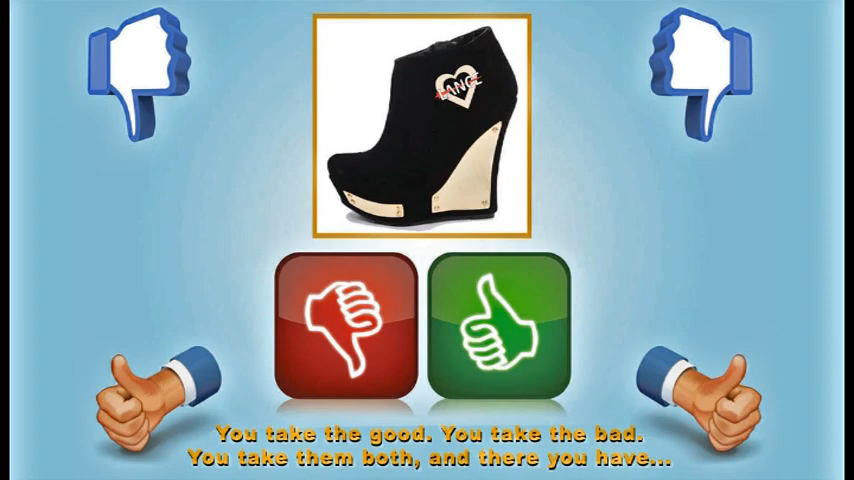 You take the good. You take the bad.
You take them both, and there you have...